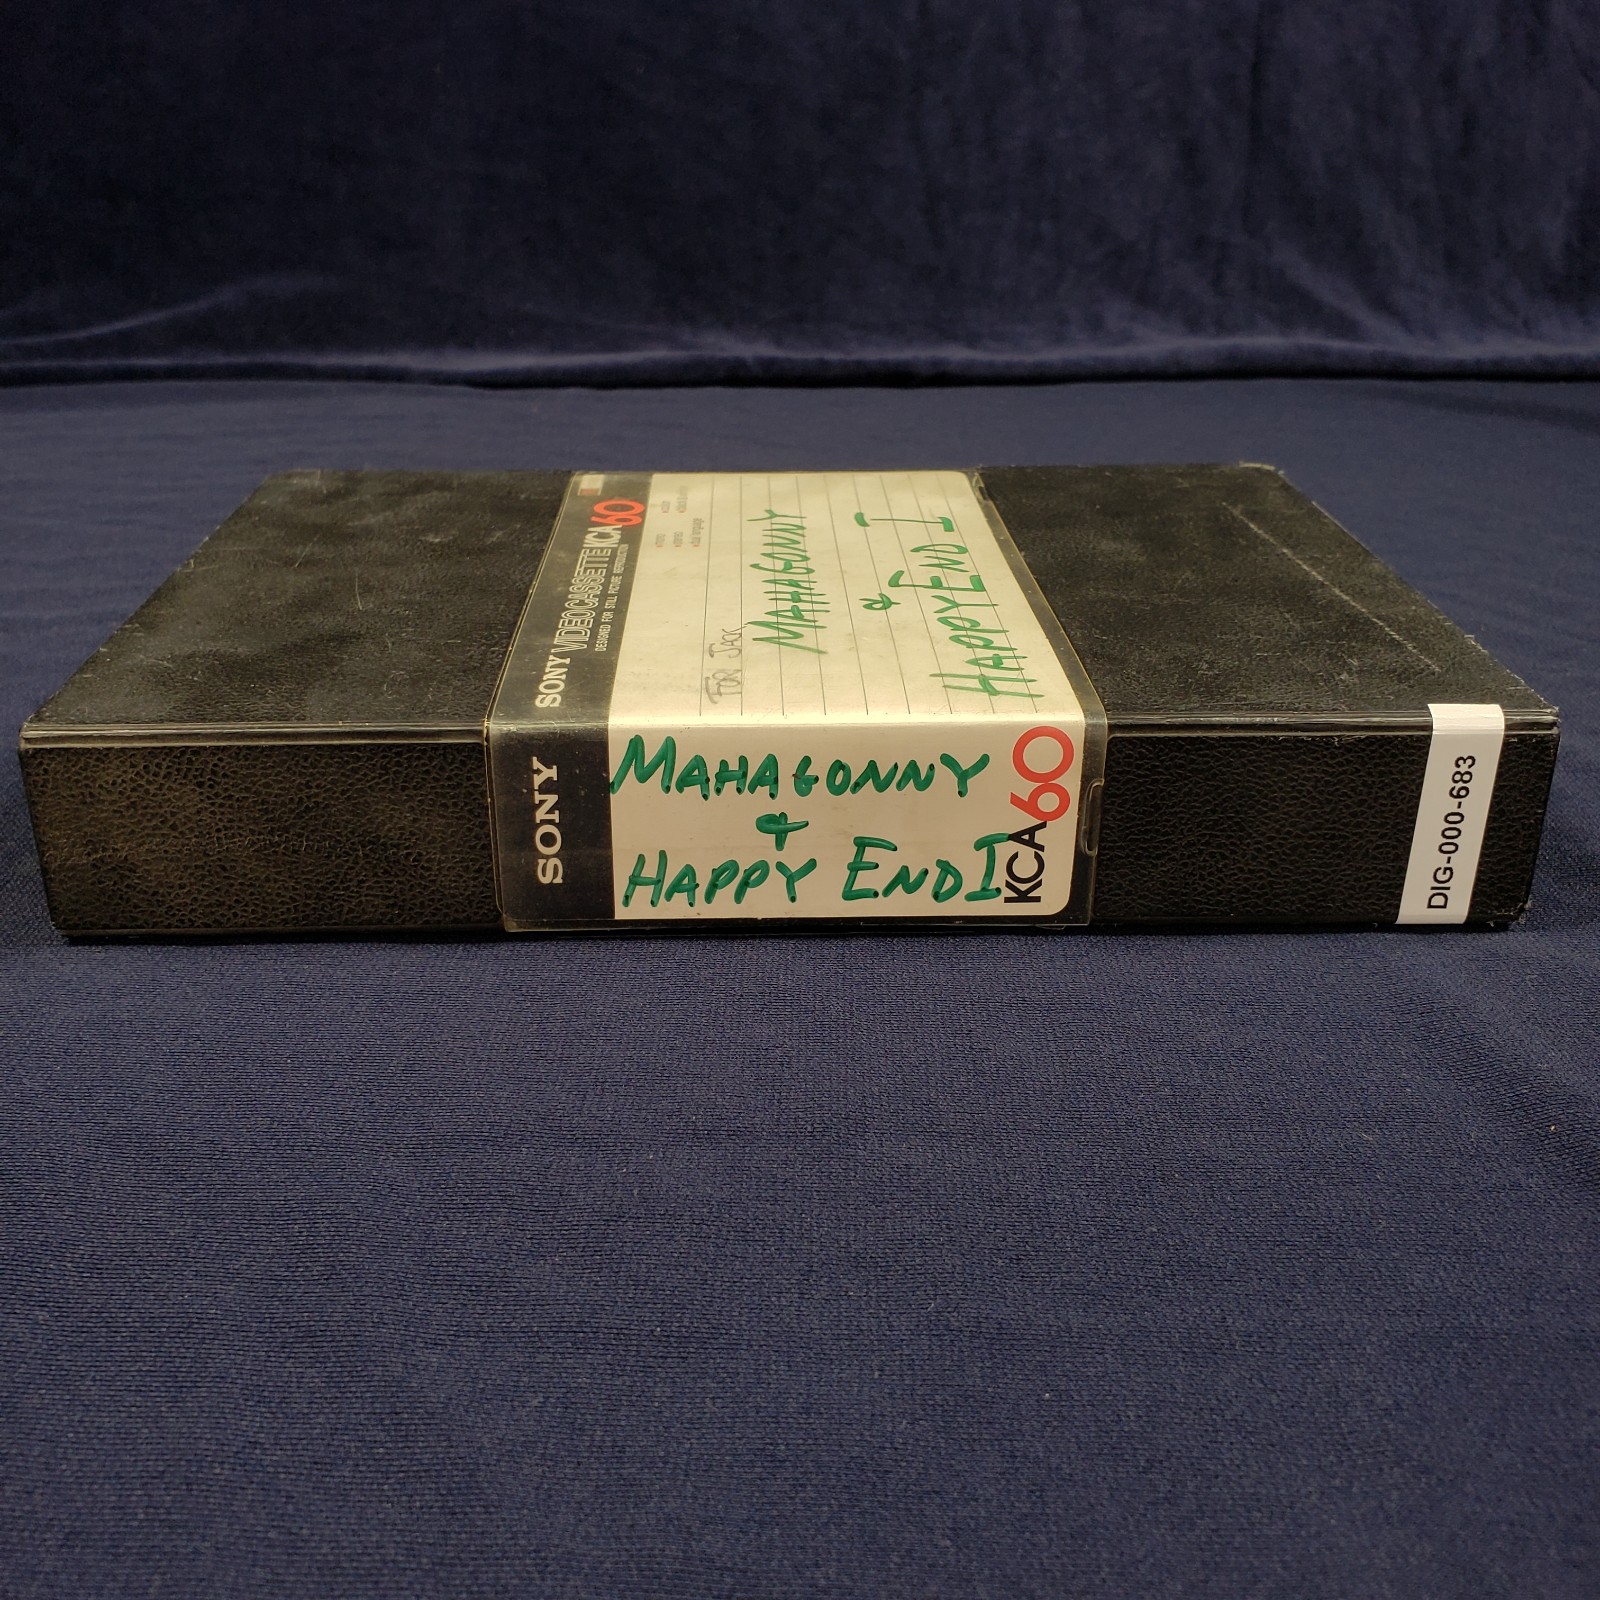 SONY VIDEOCASSETTE KCA60
DESIGNED FOR STILL PICTURE REPRODUCTION
FOR JACK
MAHAGONNY
&
HAPPY END I
SONY
MAHAGONNY
&
HAPPY END I
KCA60
DIG-000-683